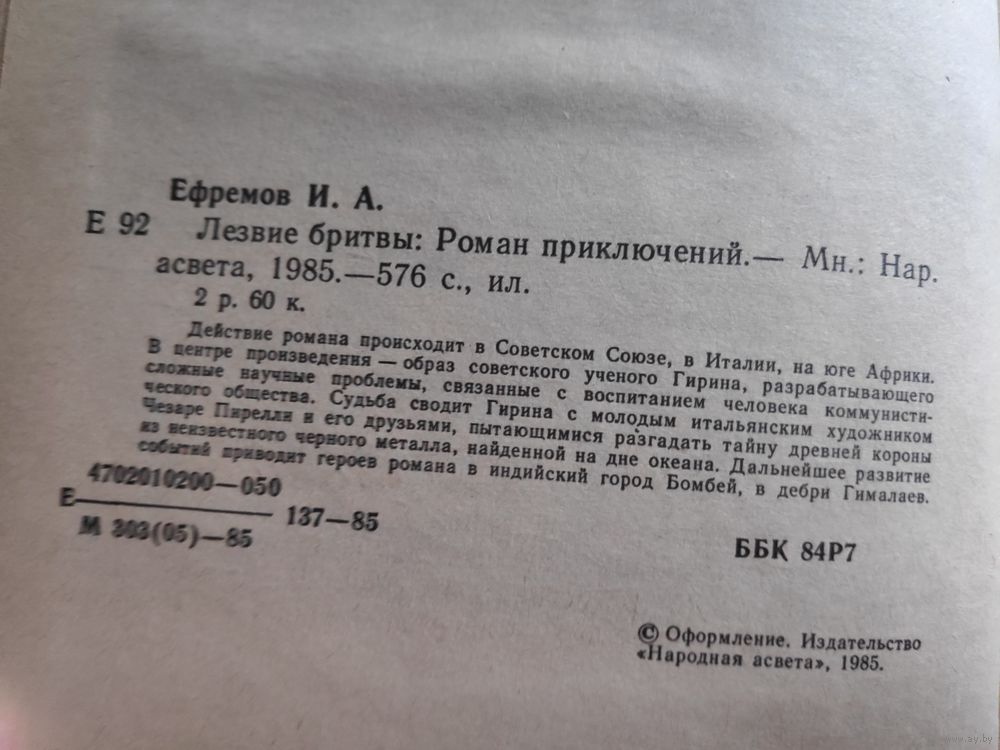 Ефремов И. А.
Е 92 Лезвие бритвы: Роман приключений.— Мн.: Нар.
асвета, 1985.—576 с., ил.
2 р. 60 к.
Действие романа происходит в Советском Союзе, в Италии, на юге Африки.
В центре произведения — образ советского ученого Гирина, разрабатывающего
сложные научные проблемы, связанные с воспитанием человека коммунисти-
ческого общества. Судьба сводит Гирина с молодым итальянским художником
Чезаре Пирелли и его друзьями, пытающимися разгадать тайну древней короны
из неизвестного черного металла, найденной на дне океана. Дальнейшее развитие
событий приводит героев романа в индийский город Бомбей, в дебри Гималаев.
4702010200—050
Е 137—85
М 303(05)—85
ББК 84Р7
© Оформление. Издательство
«Народная асвета», 1985.
www.ay.by